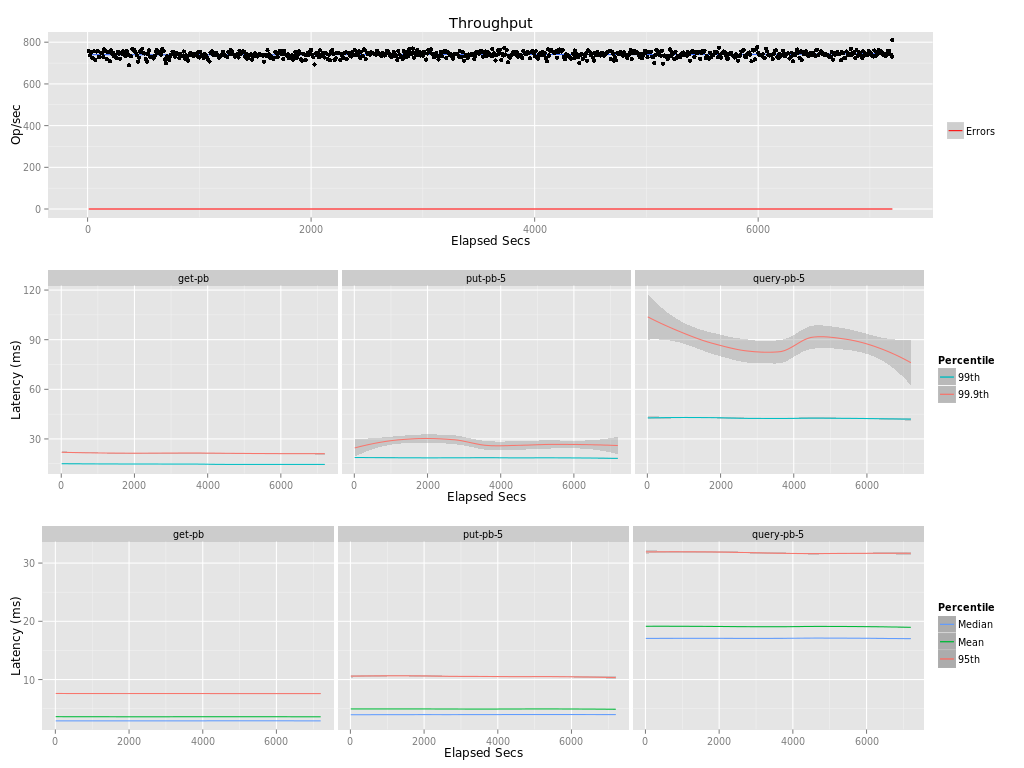 Throughput
800
600
400
200
0
Op/sec
0 2000 4000 6000
Elapsed Secs
Errors
get-pb put-pb-5 query-pb-5
120
90
60
30
Latency (ms)
0 2000 4000 6000 0 2000 4000 6000 0 2000 4000 6000
Elapsed Secs
Percentile
99th
99.9th
get-pb put-pb-5 query-pb-5
30
20
10
Latency (ms)
0 2000 4000 6000 0 2000 4000 6000 0 2000 4000 6000
Elapsed Secs
Percentile
Median
Mean
95th